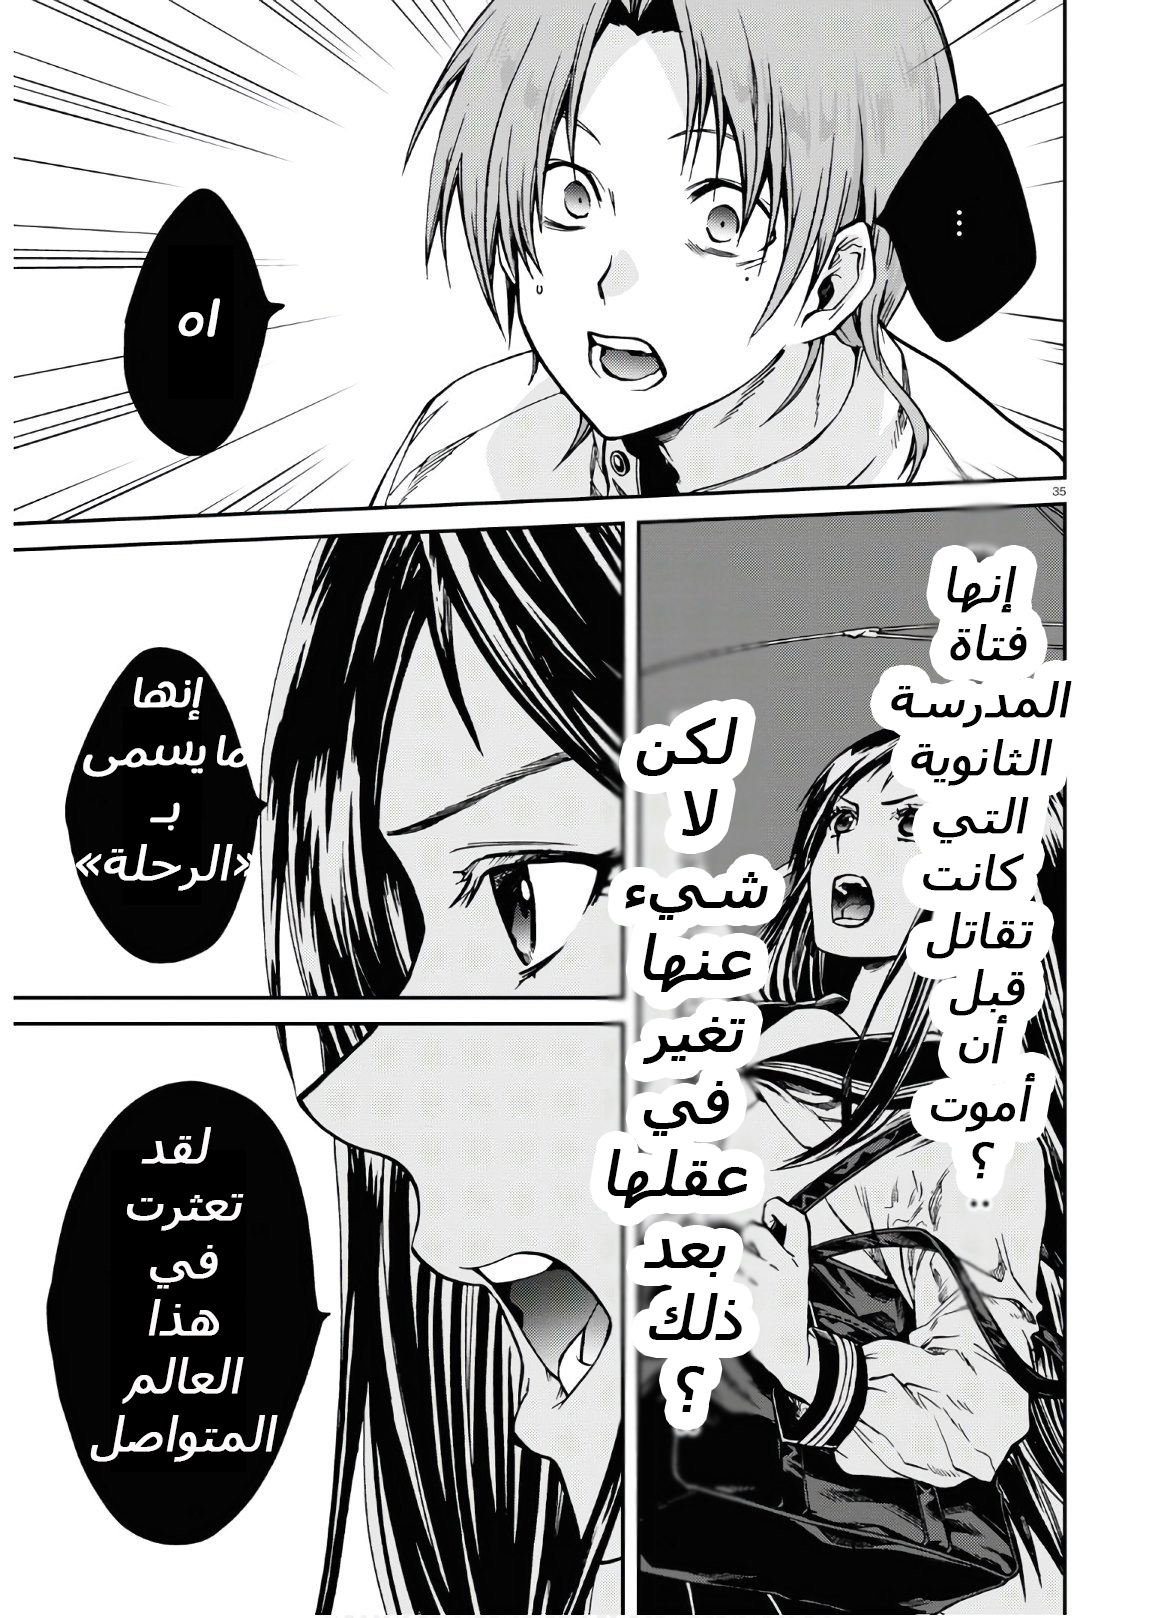 ...
اه
35
إنها
فتاة
المدرسة
الثانوية
التي
كانت
تقاتل
قبل
أن
أموت
؟
لكن
لا
شيء
عنها
تغير
في
عقلها
بعد
ذلك
؟
إنها
ما يسمى
بـ
«الرحلة»
لقد
تعثرت
في
هذا
العالم
المتواصل